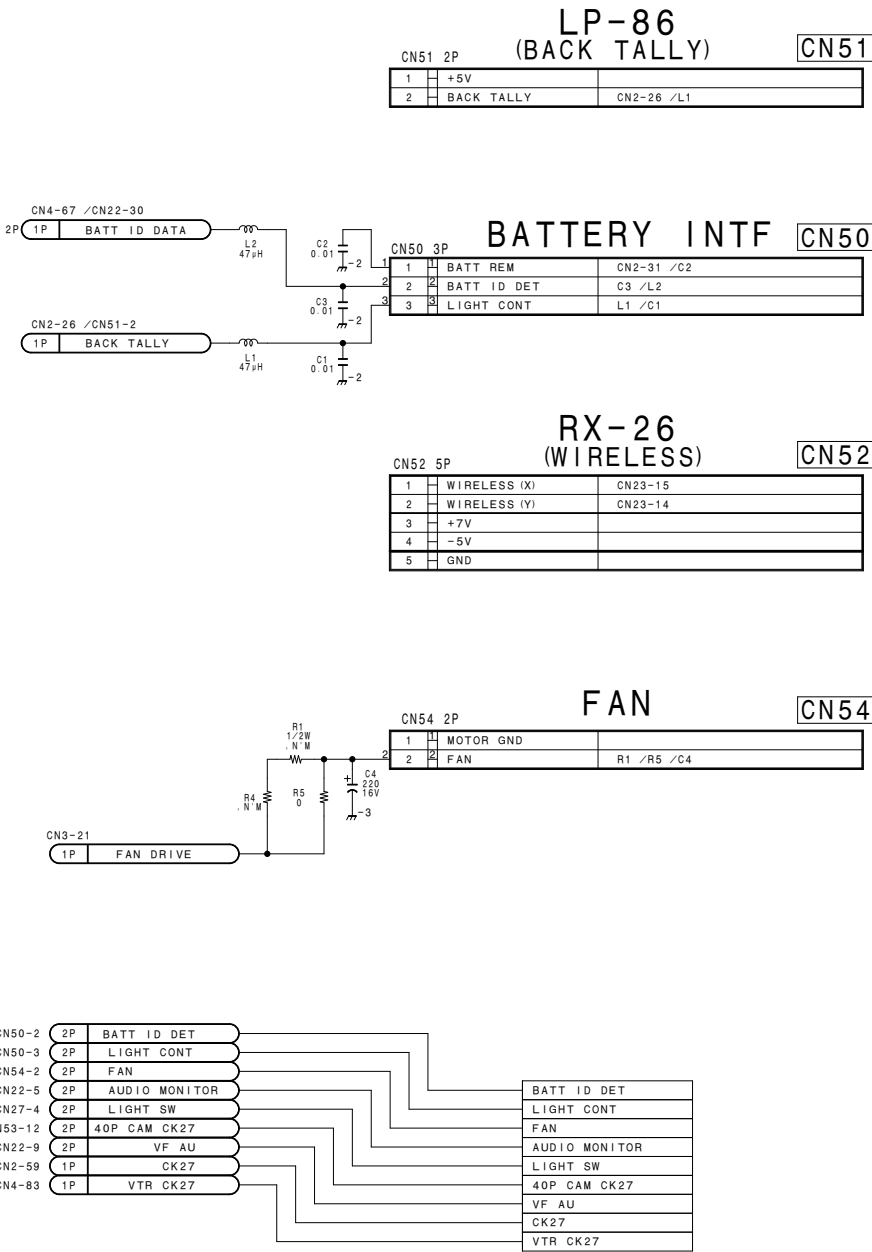 LP-86
(BACK TALLY)
CN51
CN51 2P
1 +5V
2 BACK TALLY CN2-26 /L1
CN4-67 /CN22-30
2P 1P BATT ID DATA
L2
47μH
C2
0.01
-2
BATTERY INTF
CN50
CN50 3P
1 1 1 BATT REM CN2-31 /C2
2 2 2 BATT ID DET C3 /L2
3 3 3 LIGHT CONT L1 /C1
C3
0.01
-2
CN2-26 /CN51-2
1P BACK TALLY
L1
47μH
C1
0.01
-2
RX-26
(WIRELESS)
CN52
CN52 5P
1 WIRELESS (X) CN23-15
2 WIRELESS (Y) CN23-14
3 +7V
4 -5V
5 GND
FAN
CN54
CN54 2P
1 1 MOTOR GND
2 2 2 FAN R1 /R5 /C4
R1
1/2W
.N'M
R4
.N'M
R5
0
+
C4
220
16V
-3
CN3-21
1P FAN DRIVE
CN50-2 2P BATT ID DET
CN50-3 2P LIGHT CONT
CN54-2 2P FAN
CN22-5 2P AUDIO MONITOR
CN27-4 2P LIGHT SW
N53-12 2P 40P CAM CK27
CN22-9 2P VF AU
CN2-59 1P CK27
CN4-83 1P VTR CK27
BATT ID DET
LIGHT CONT
FAN
AUDIO MONITOR
LIGHT SW
40P CAM CK27
VF AU
CK27
VTR CK27